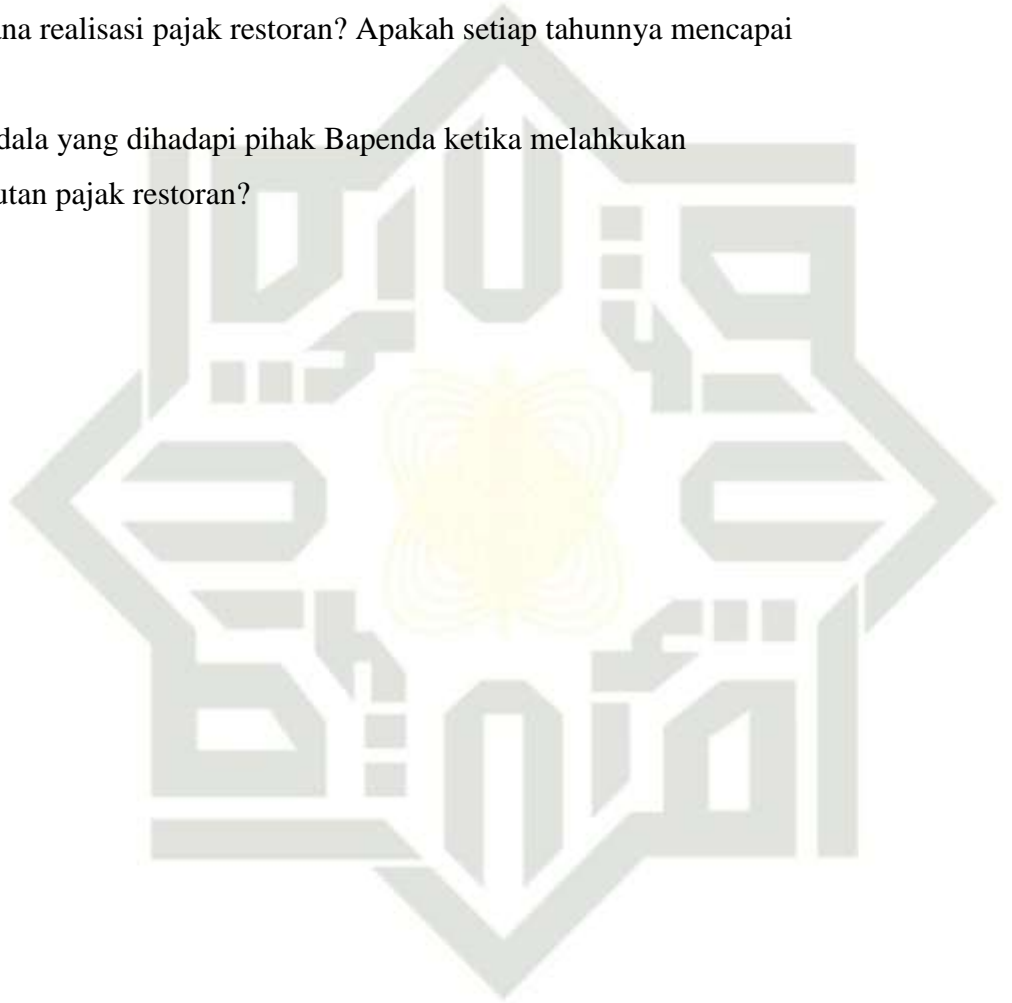 ana realisasi pajak restoran? Apakah setiap tahunnya mencapai
dala yang dihadapi pihak Bapenda ketika melahkukan
utan pajak restoran?